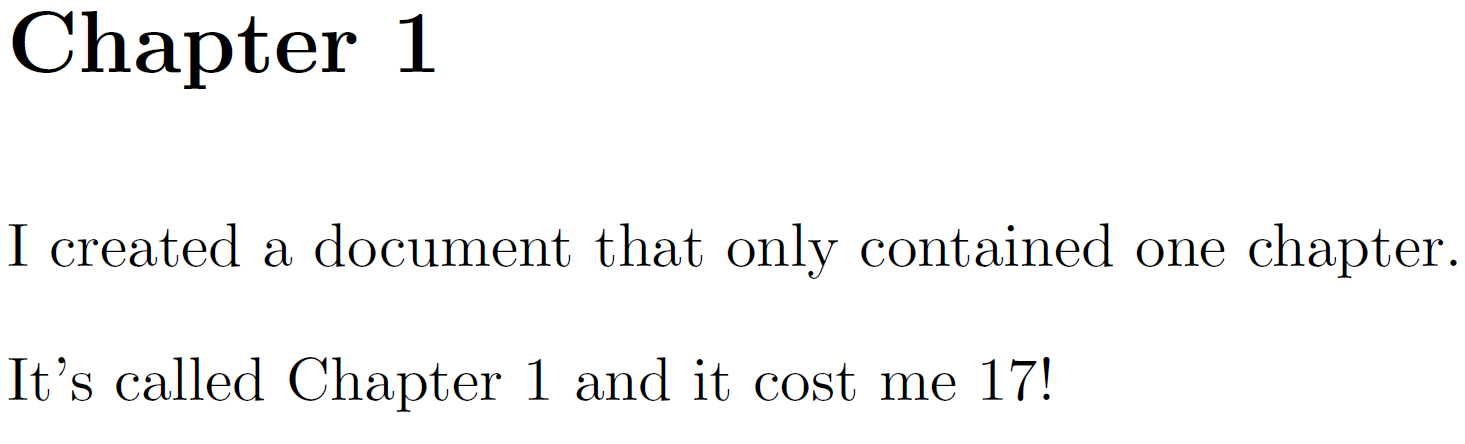 Chapter 1
I created a document that only contained one chapter.
It’s called Chapter 1 and it cost me 17!